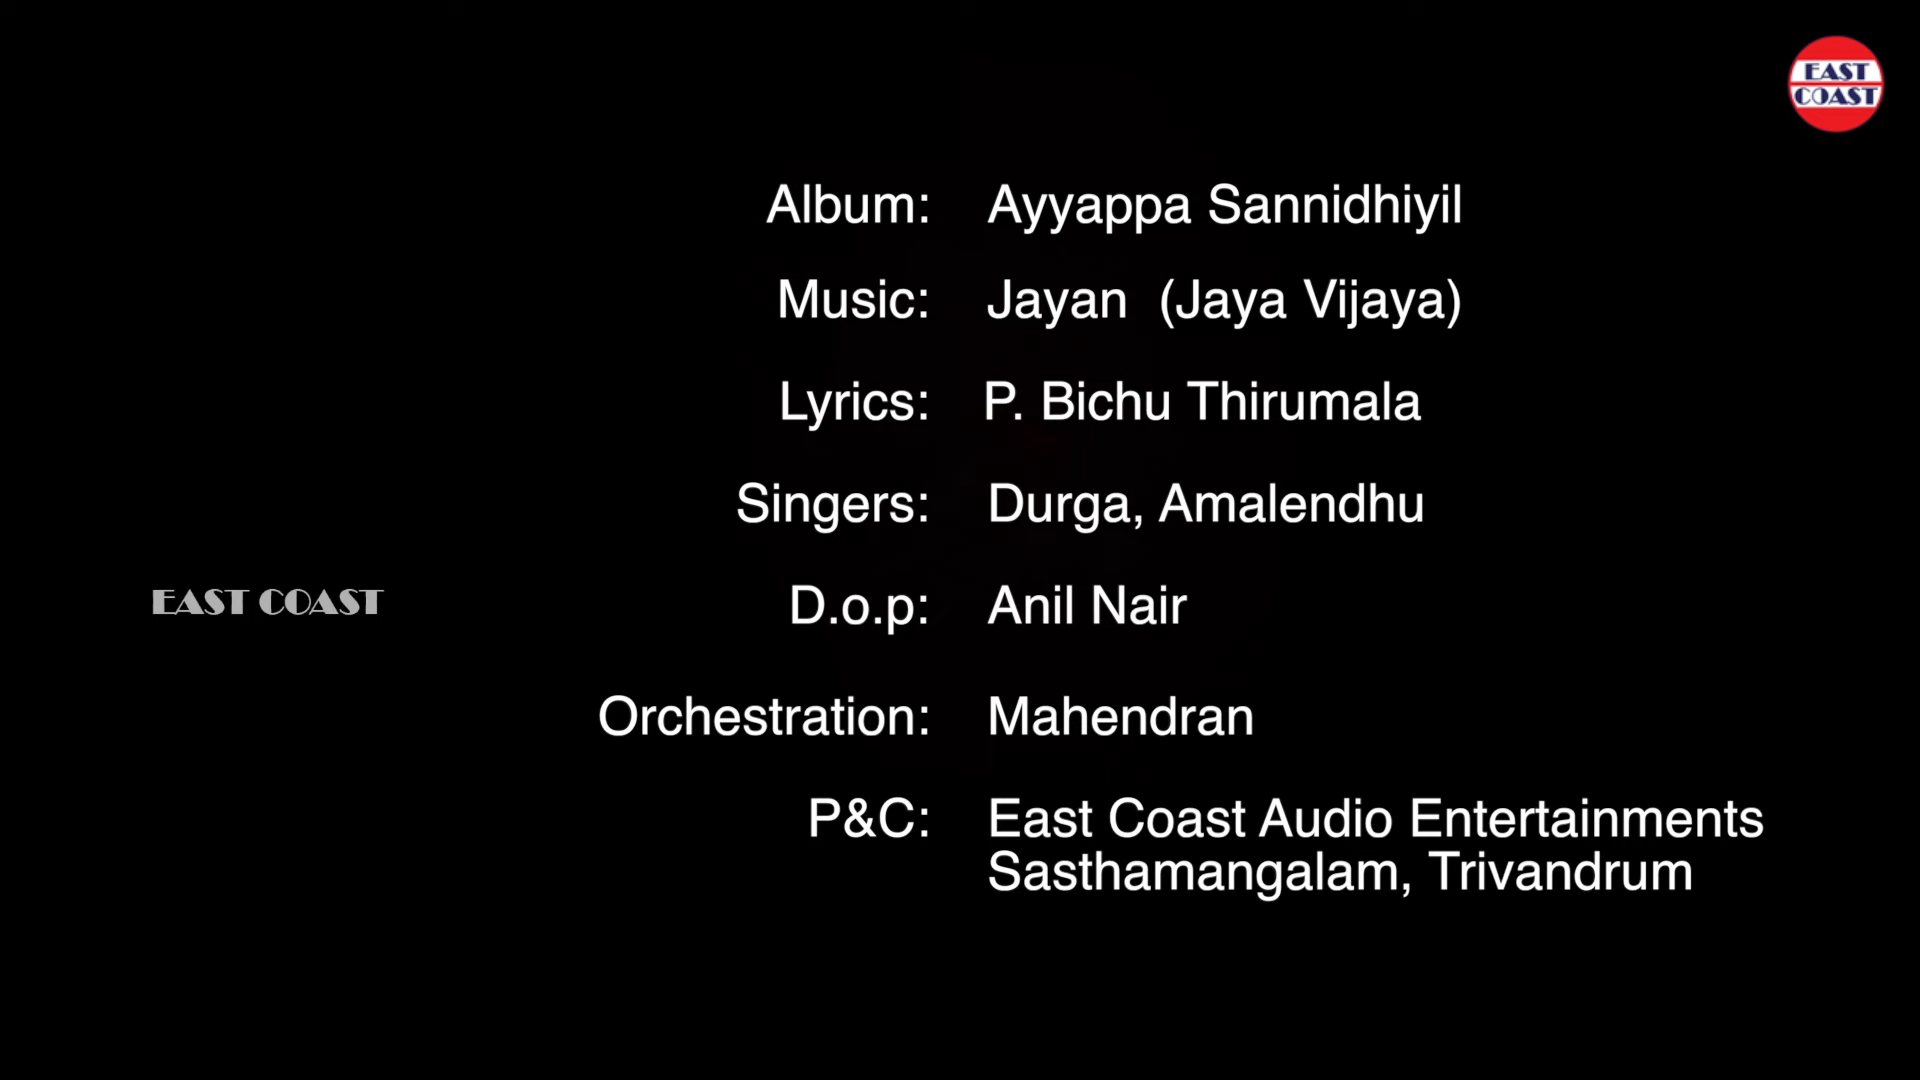 EAST
COAST
Album: Ayyappa Sannidhiyil
Music: Jayan (Jaya Vijaya)
Lyrics: P. Bichu Thirumala
Singers: Durga, Amalendhu
EAST COAST
D.o.p: Anil Nair
Orchestration: Mahendran
P&C: East Coast Audio Entertainments
Sasthamangalam, Trivandrum